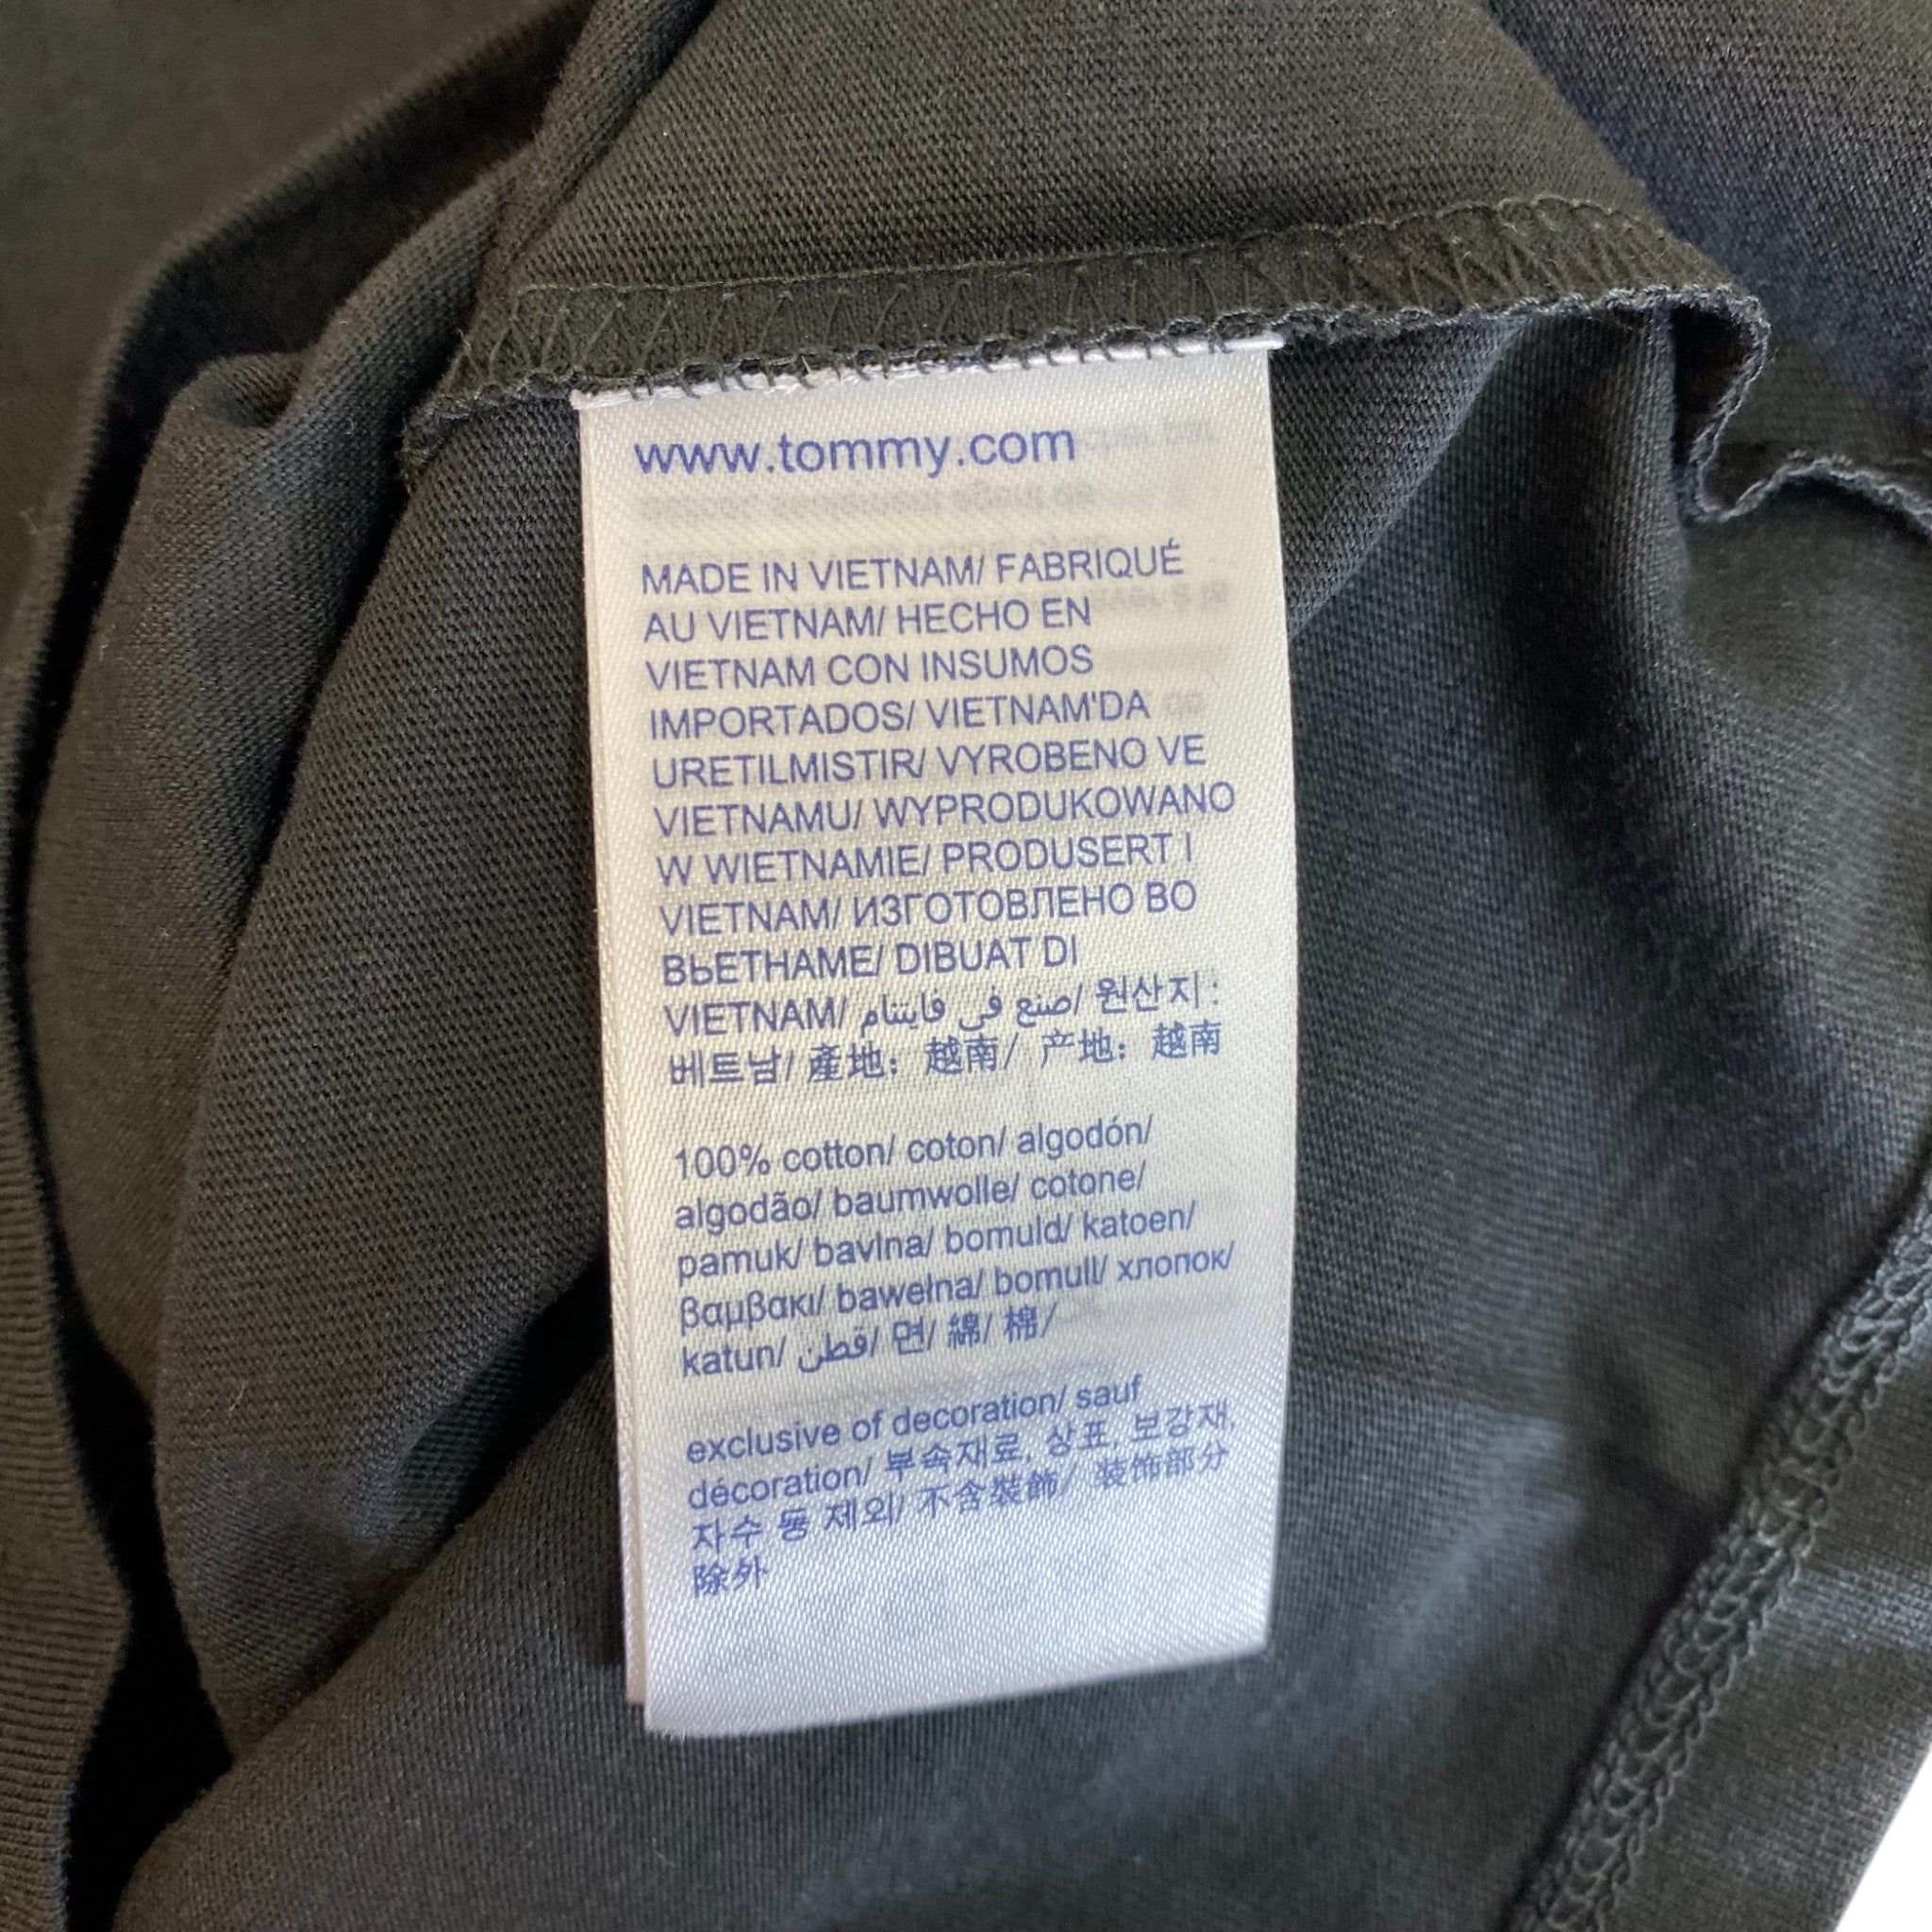 www.tommy.com
MADE IN VIETNAM/ FABRIQUÉ
AU VIETNAM/ HECHO EN
VIETNAM CON INSUMOS
IMPORTADOS/ VIETNAM'DA
URETILMISTIR/ VYROBENO VE
VIETNAMU/ WYPRODUKOWANO
W WIETNAMIE/ PRODUSERT I
VIETNAM/ ИЗГОТОВЛЕНО ВО
ВЬЕТНАМЕ/ DIBUAT DI
VIETNAM/ صنع في فايتنام/ 원산지 :
베트남/ 產地： 越南/ 产地： 越南
100% cotton/ coton/ algodón/
algodão/ baumwolle/ cotone/
pamuk/ bavlna/ bomuld/ katoen/
βαμβακι/ bawełna/ bomull/ хлопок/
katun/ قطن/ 면/ 綿/ 棉/
exclusive of decoration/ sauf
décoration/ 부속재료, 상표, 보강재,
자수 등 제외/ 不含裝飾/ 装饰部分
除外